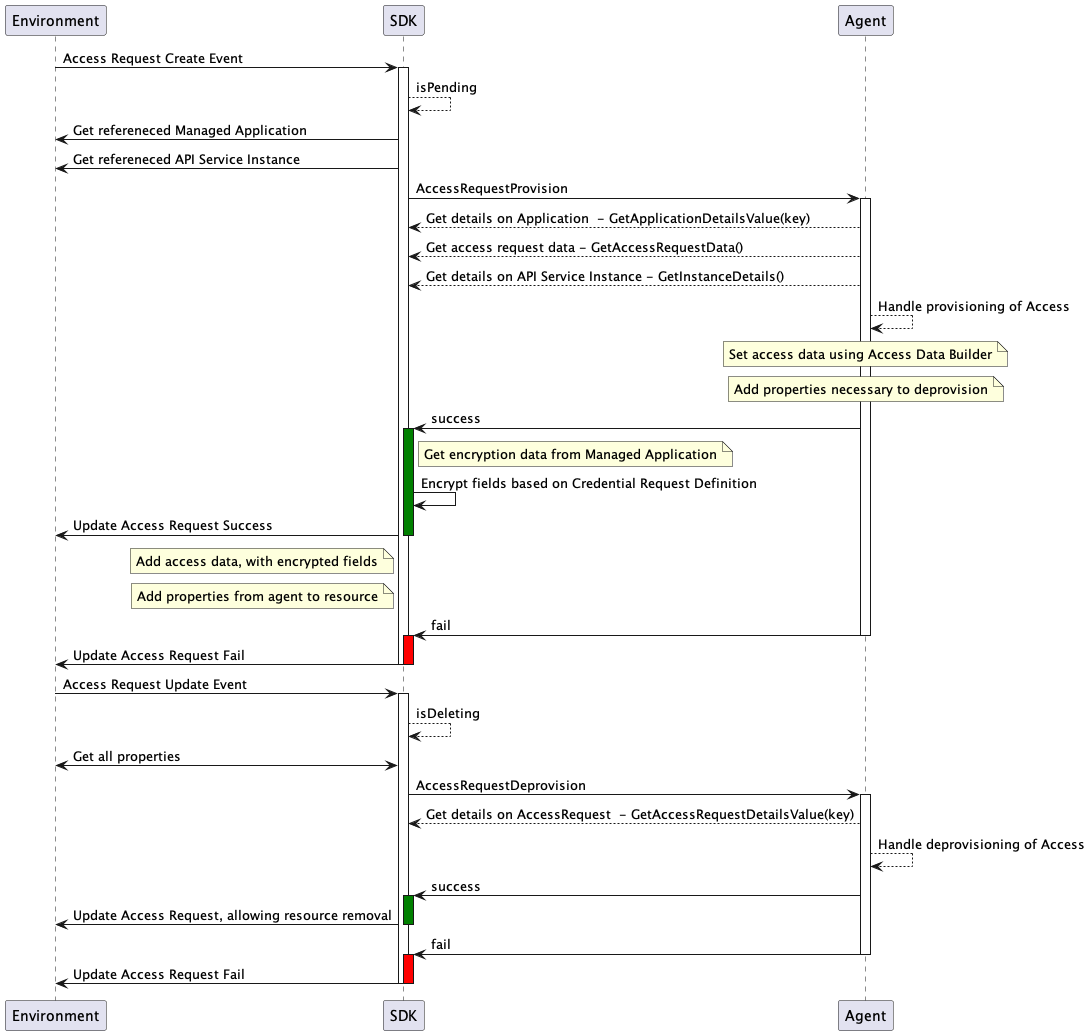 Environment
SDK
Agent
Access Request Create Event
isPending
Get refereneced Managed Application
Get refereneced API Service Instance
AccessRequestProvision
Get details on Application  - GetApplicationDetailsValue(key)
Get access request data - GetAccessRequestData()
Get details on API Service Instance - GetInstanceDetails()
Handle provisioning of Access
Set access data using Access Data Builder
Add properties necessary to deprovision
success
Get encryption data from Managed Application
Encrypt fields based on Credential Request Definition
Update Access Request Success
Add access data, with encrypted fields
Add properties from agent to resource
fail
Update Access Request Fail
Access Request Update Event
isDeleting
Get all properties
AccessRequestDeprovision
Get details on AccessRequest  - GetAccessRequestDetailsValue(key)
Handle deprovisioning of Access
success
Update Access Request, allowing resource removal
fail
Update Access Request Fail
Environment
SDK
Agent